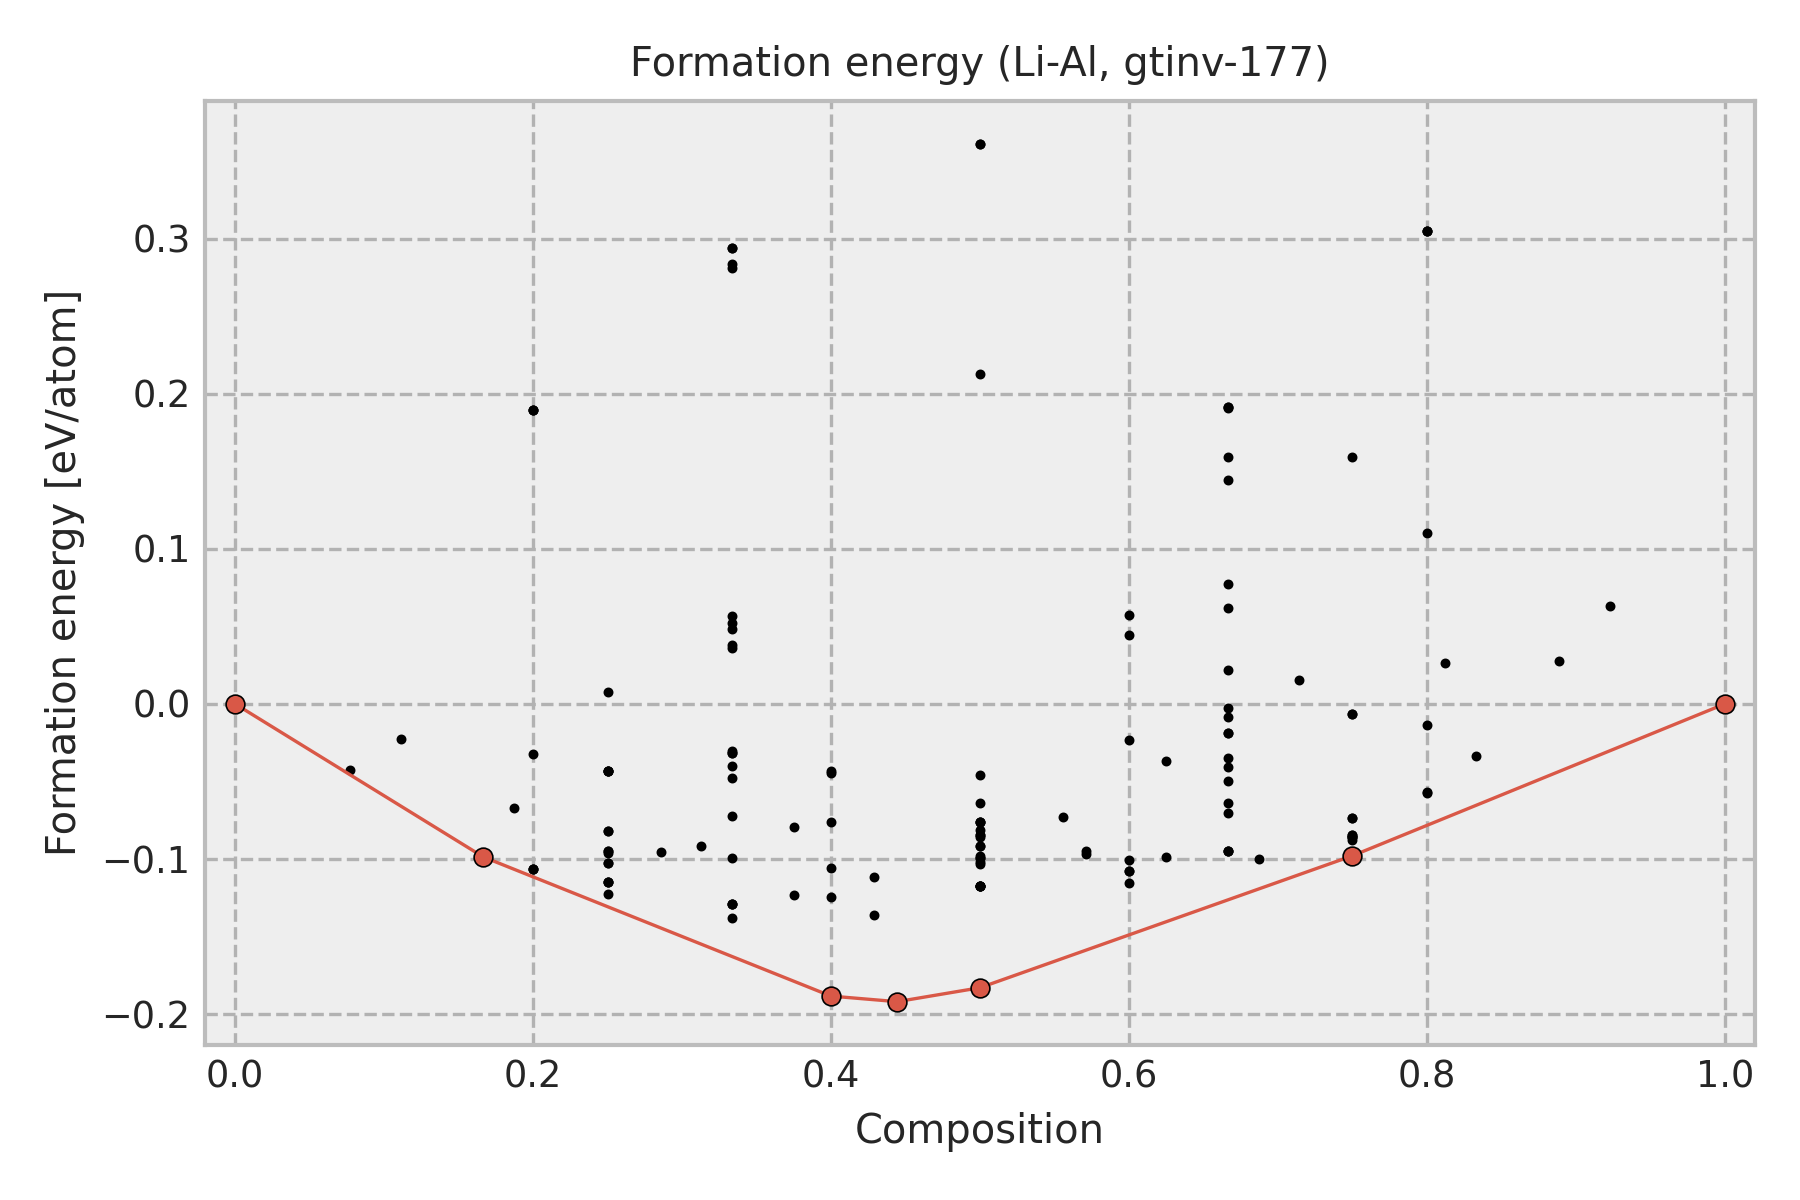 Formation energy (Li-Al, gtinv-177)
Formation energy [eV/atom]
0.3
0.2
0.1
0.0
−0.1
−0.2
0.0 0.2 0.4 0.6 0.8 1.0
Composition